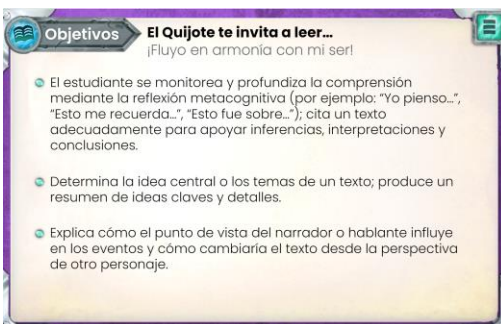 Objetivos
El Quijote te invita a leer...
¡Fluyo en armonía con mi ser!
El estudiante se monitorea y profundiza la comprensión
mediante la reflexión metacognitiva (por ejemplo: “Yo pienso...”,
“Esto me recuerda...”, “Esto fue sobre...”); cita un texto
adecuadamente para apoyar inferencias, interpretaciones y
conclusiones.
Determina la idea central o los temas de un texto; produce un
resumen de ideas claves y detalles.
Explica cómo el punto de vista del narrador o hablante influye
en los eventos y cómo cambiaría el texto desde la perspectiva
de otro personaje.